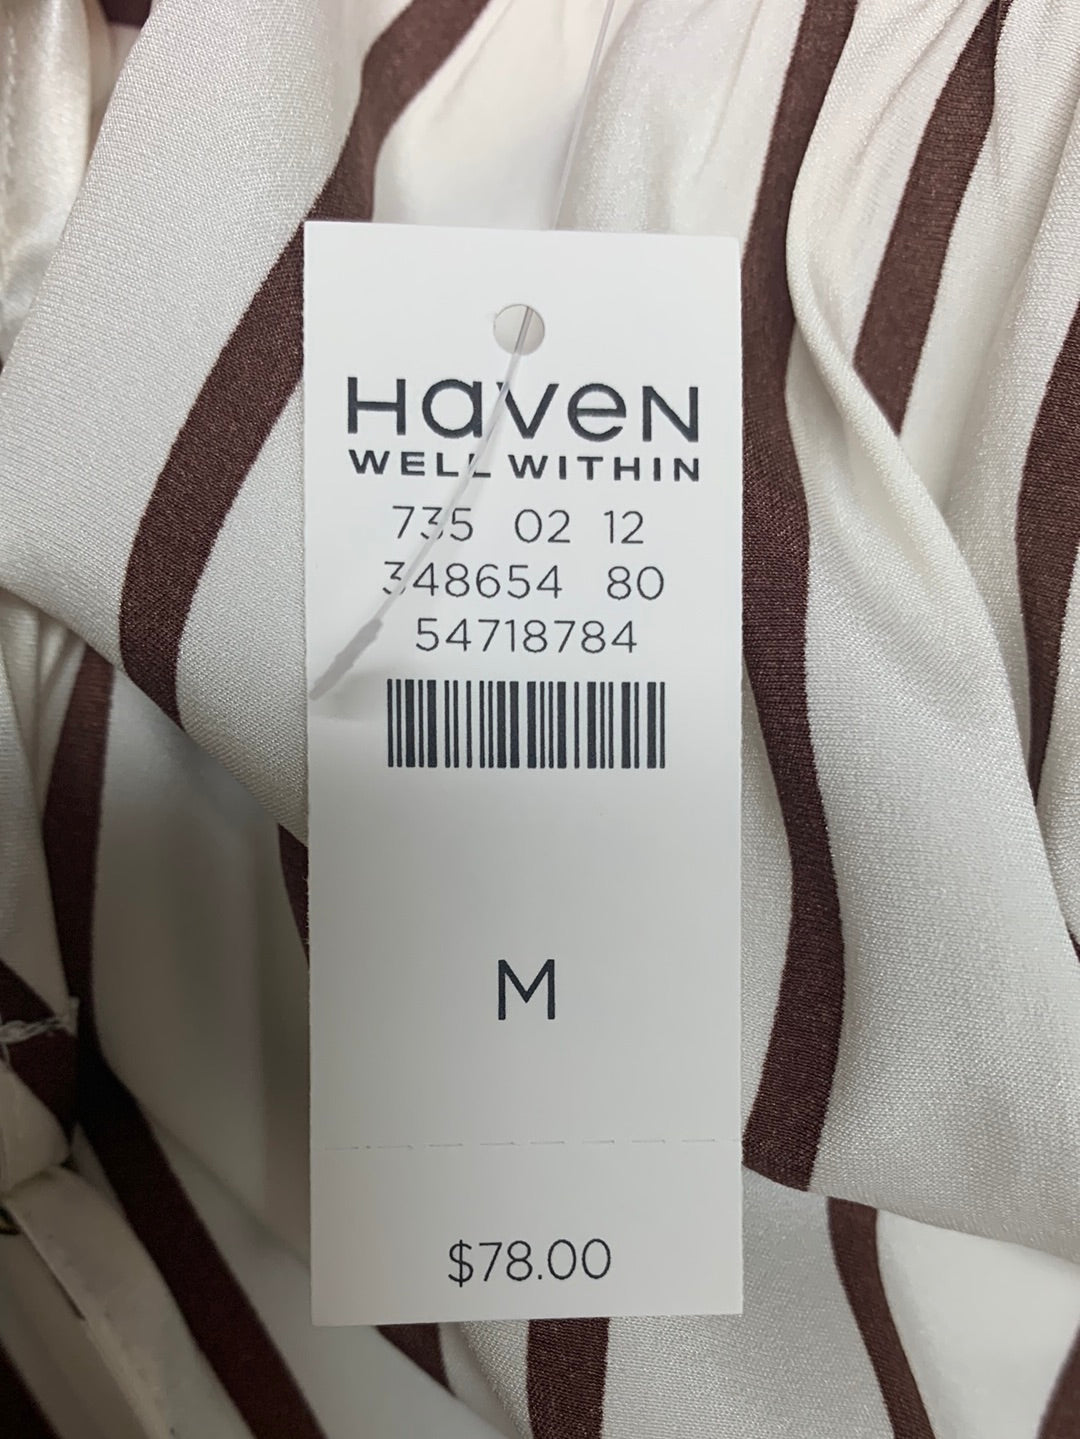 HaveN
WELL WITHIN
735 02 12
348654 80
54718784
M
$78.00